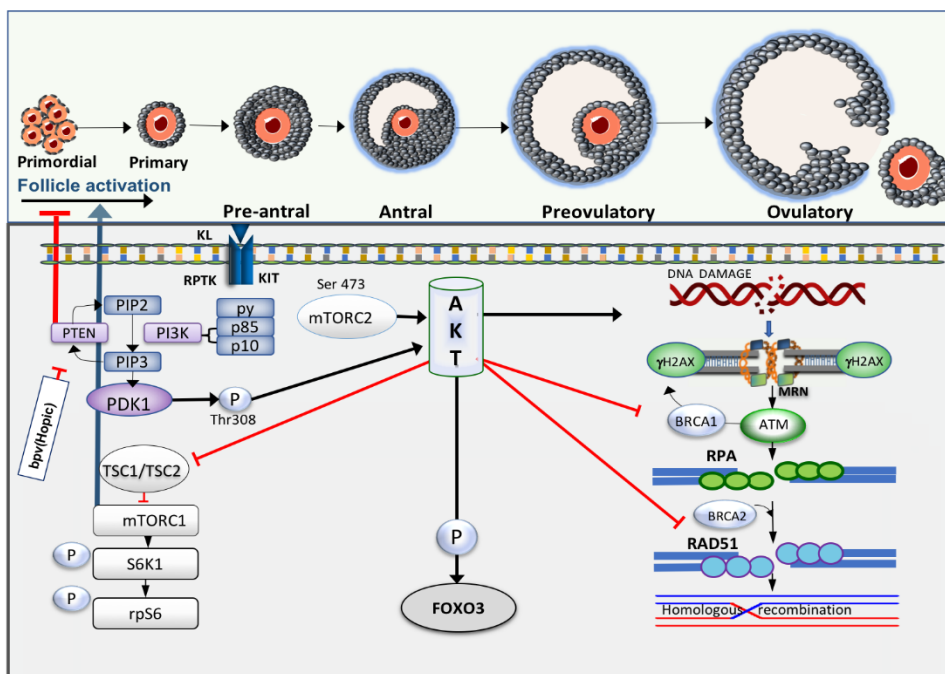 Primordial
Primary
Follicle activation
Pre-antral
Antral
Preovulatory
Ovulatory
KL
RPTK
KIT
Ser 473
mTORC2
AKT
DNA DAMAGE
PIP2
PTEN
PI3K
py
p85
p10
PIP3
PDK1
P
Thr308
bpv(Hopic)
TSC1/TSC2
mTORC1
P
S6K1
P
rpS6
P
FOXO3
γH2AX
γH2AX
MRN
BRCA1
ATM
RPA
BRCA2
RAD51
Homologous recombination